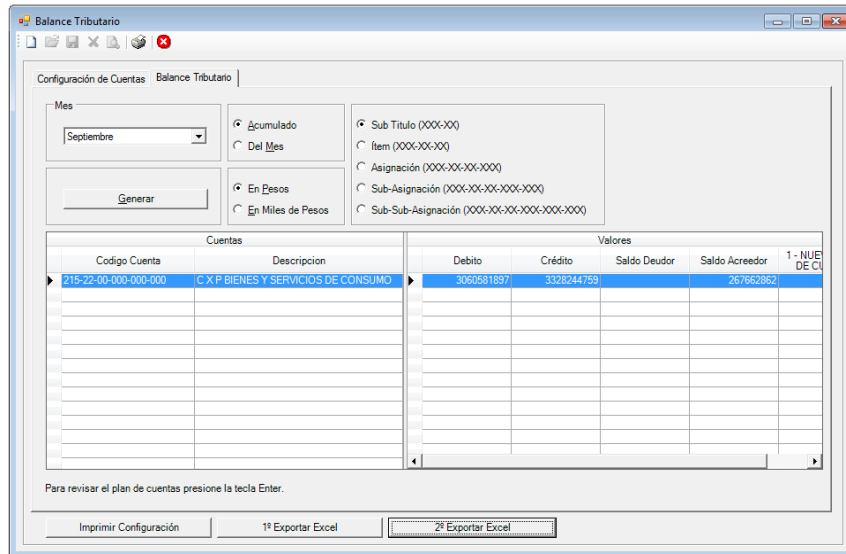 Balance Tributario
Configuración de Cuentas Balance Tributario
Mes
Septiembre
Acumulado
Del Mes
Sub Titulo (XXX-XX)
Ítem (XXX-XX-XX)
Asignación (XXX-XX-XX-XXX)
Sub-Asignación (XXX-XX-XX-XXX-XXX)
Sub-Sub-Asignación (XXX-XX-XX-XXX-XXX-XXX)
Generar
En Pesos
En Miles de Pesos
Cuentas Valores
Codigo Cuenta Descripcion Debito Crédito Saldo Deudor Saldo Acreedor 1 - NUE
DE
215-22-00-000-000-000 C X P BIENES Y SERVICIOS DE CONSUMO 3060581897 3328244759 267662862
Para revisar el plan de cuentas presione la tecla Enter.
Imprimir Configuración 1º Exportar Excel 2º Exportar Excel